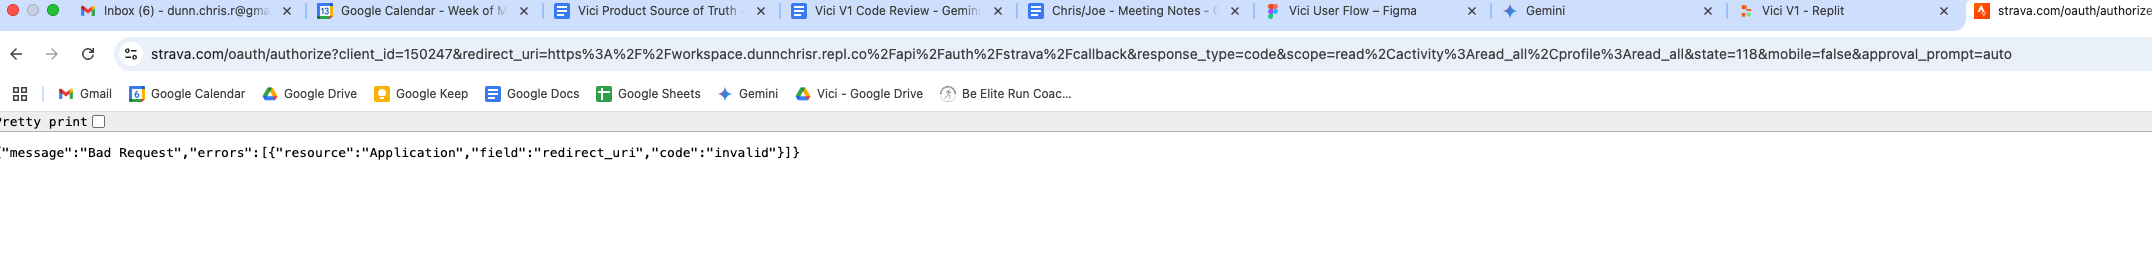 Inbox (6) - dunn.chris.r@gma
Google Calendar - Week of M
Vici Product Source of Truth -
Vici V1 Code Review - Gemini
Chris/Joe - Meeting Notes - G
Vici User Flow – Figma
Gemini
Vici V1 - Replit
strava.com/oauth/authorize
strava.com/oauth/authorize?client_id=150247&redirect_uri=https%3A%2F%2Fworkspace.dunnchrisr.repl.co%2Fapi%2Fauth%2Fstrava%2Fcallback&response_type=code&scope=read%2Cactivity%3Aread_all%2Cprofile%3Aread_all&state=118&mobile=false&approval_prompt=auto
Gmail
Google Calendar
Google Drive
Google Keep
Google Docs
Google Sheets
Gemini
Vici - Google Drive
Be Elite Run Coac...
Pretty print
{"message":"Bad Request","errors":[{"resource":"Application","field":"redirect_uri","code":"invalid"}]}